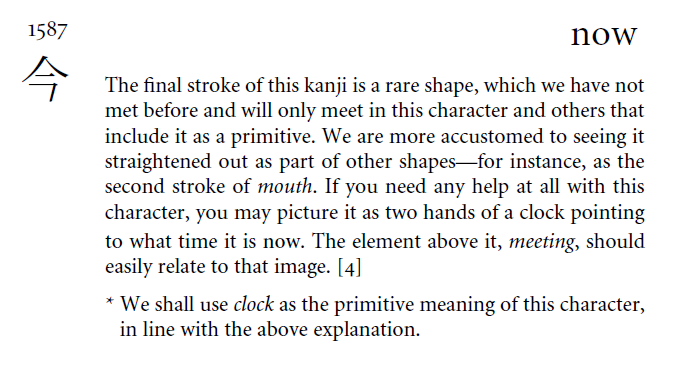 1587 now
今
The final stroke of this kanji is a rare shape, which we have not
met before and will only meet in this character and others that
include it as a primitive. We are more accustomed to seeing it
straightened out as part of other shapes—for instance, as the
second stroke of mouth. If you need any help at all with this
character, you may picture it as two hands of a clock pointing
to what time it is now. The element above it, meeting, should
easily relate to that image. [4]
* We shall use clock as the primitive meaning of this character,
in line with the above explanation.